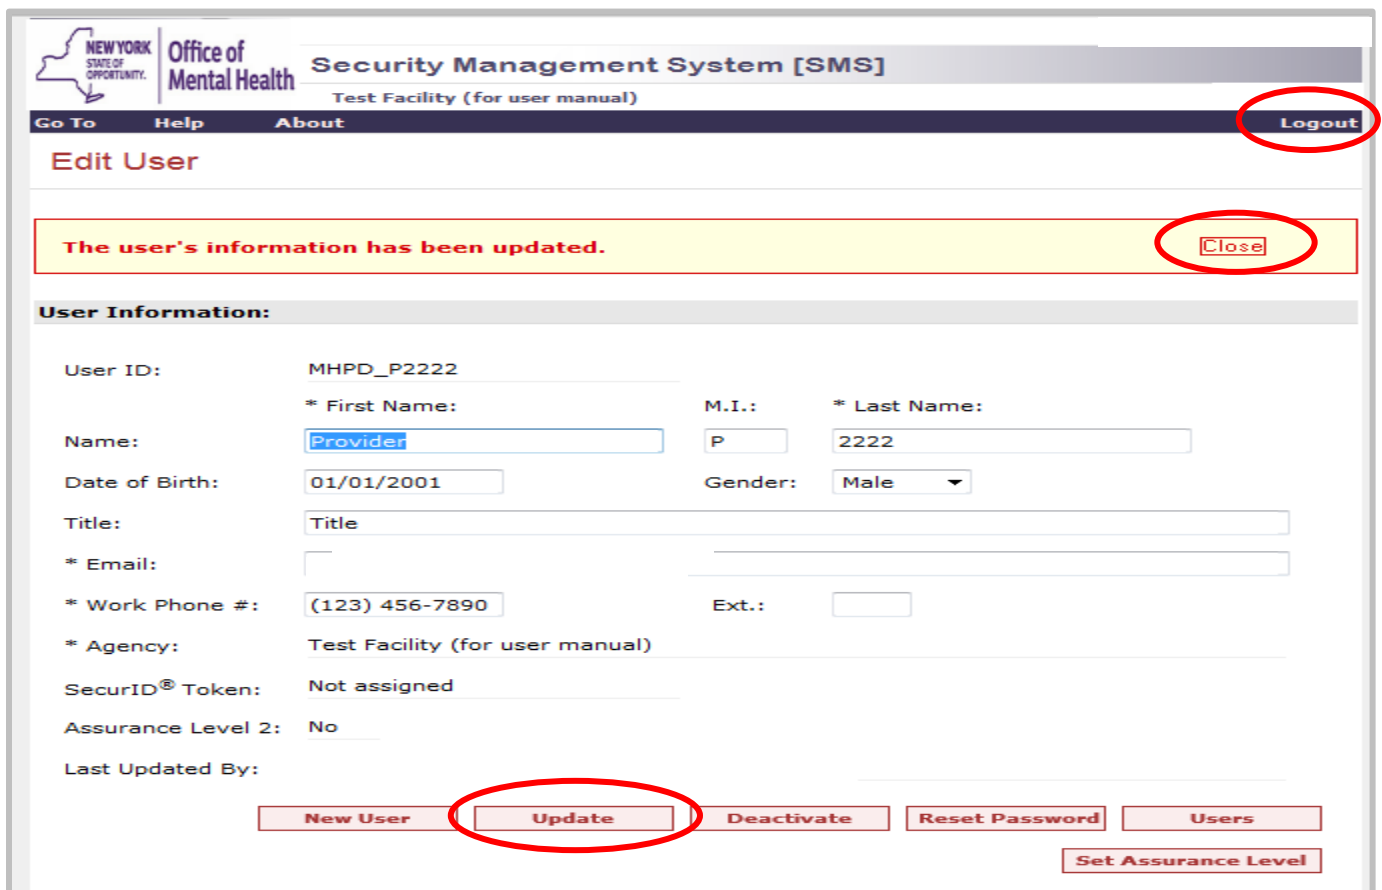 NEW YORK
STATE OF
OPPORTUNITY.
Office of
Mental Health
Security Management System [SMS]
Test Facility (for user manual)
Go To Help About Logout
Edit User
The user's information has been updated. Close
User Information:
User ID: MHPD_P2222
* First Name: M.I.: * Last Name:
Name: Provider P 2222
Date of Birth: 01/01/2001 Gender: Male
Title: Title
* Email:
* Work Phone #: (123) 456-7890 Ext.:
* Agency: Test Facility (for user manual)
SecurID® Token: Not assigned
Assurance Level 2: No
Last Updated By:
New User Update Deactivate Reset Password Users
Set Assurance Level